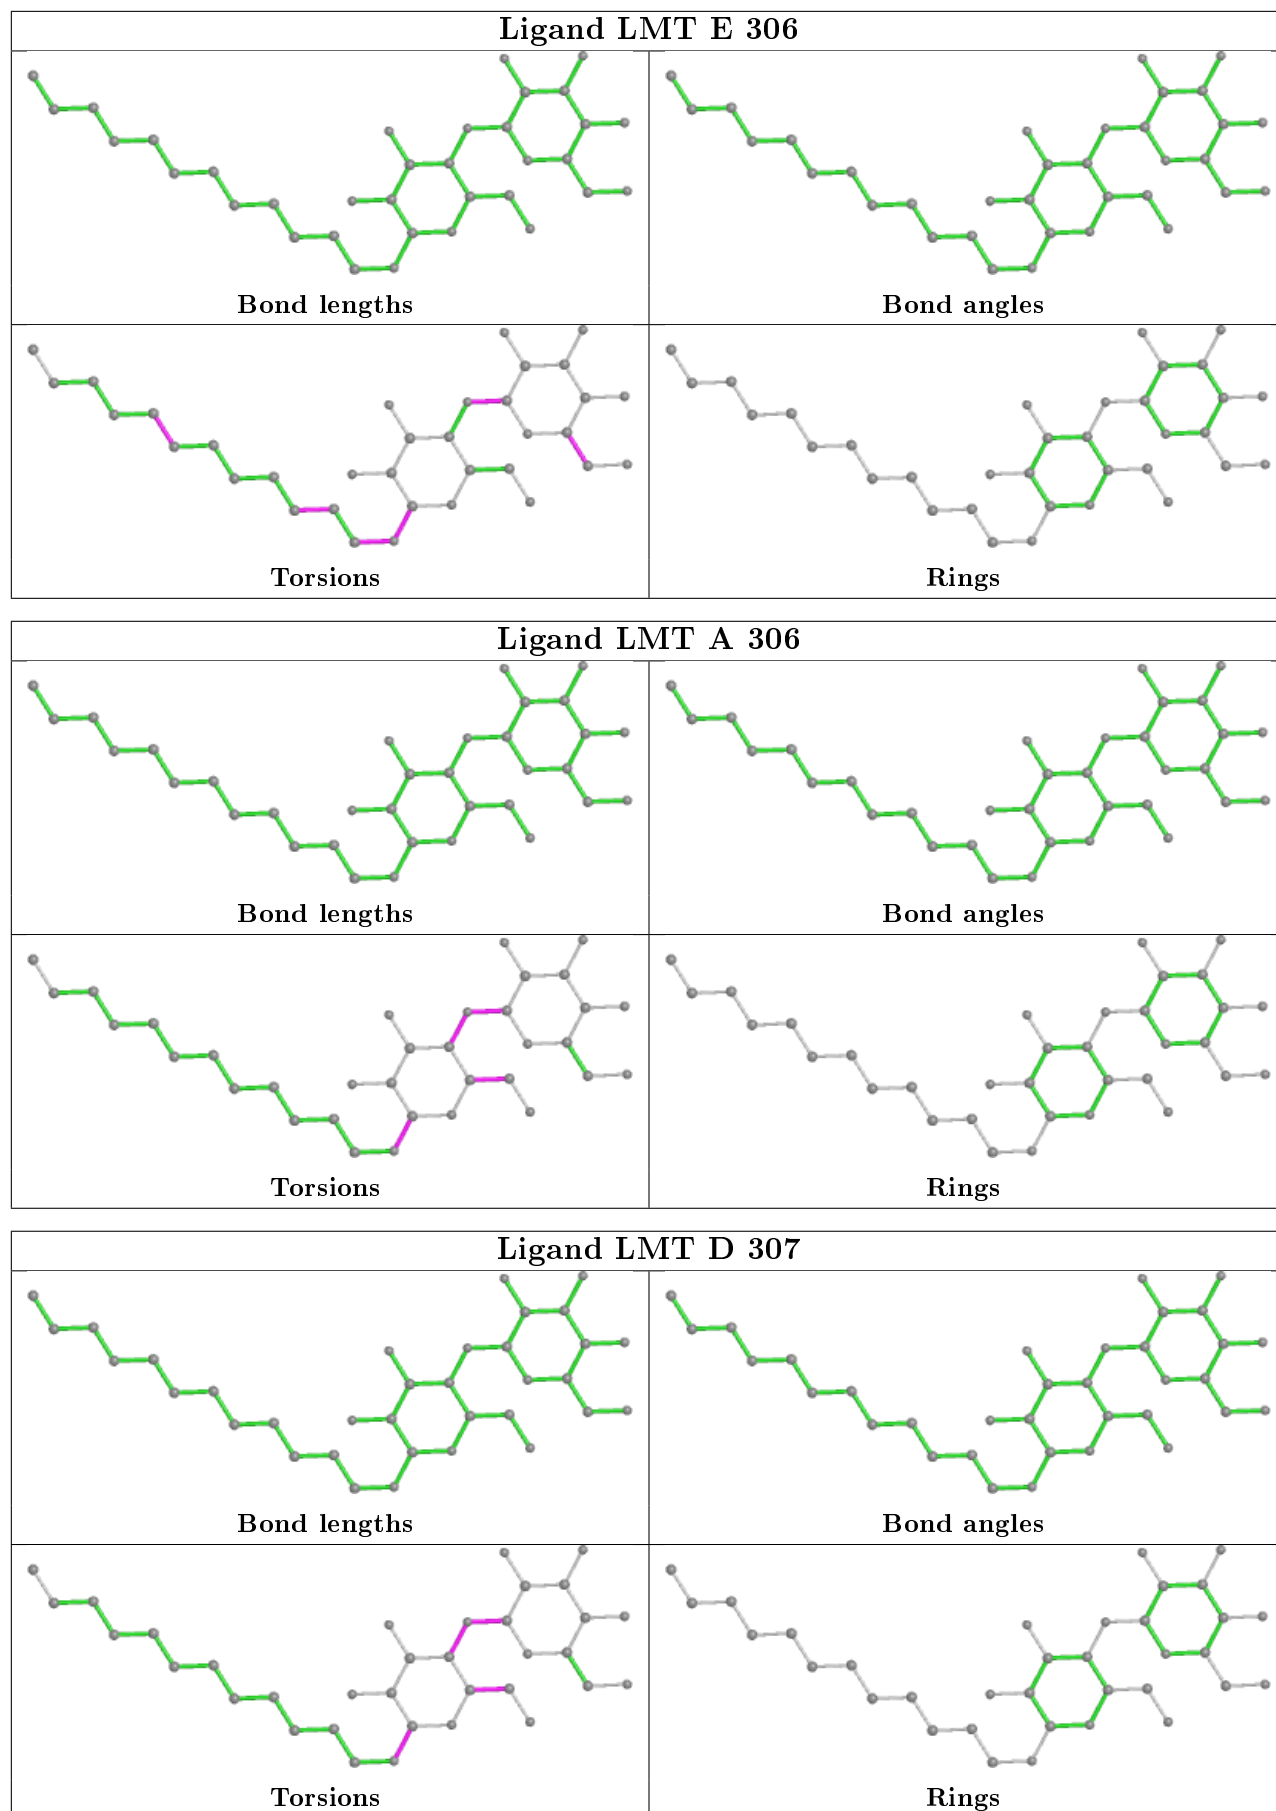 Ligand LMT E 306
Bond lengths
Bond angles
Torsions
Rings
Ligand LMT A 306
Bond lengths
Bond angles
Torsions
Rings
Ligand LMT D 307
Bond lengths
Bond angles
Torsions
Rings